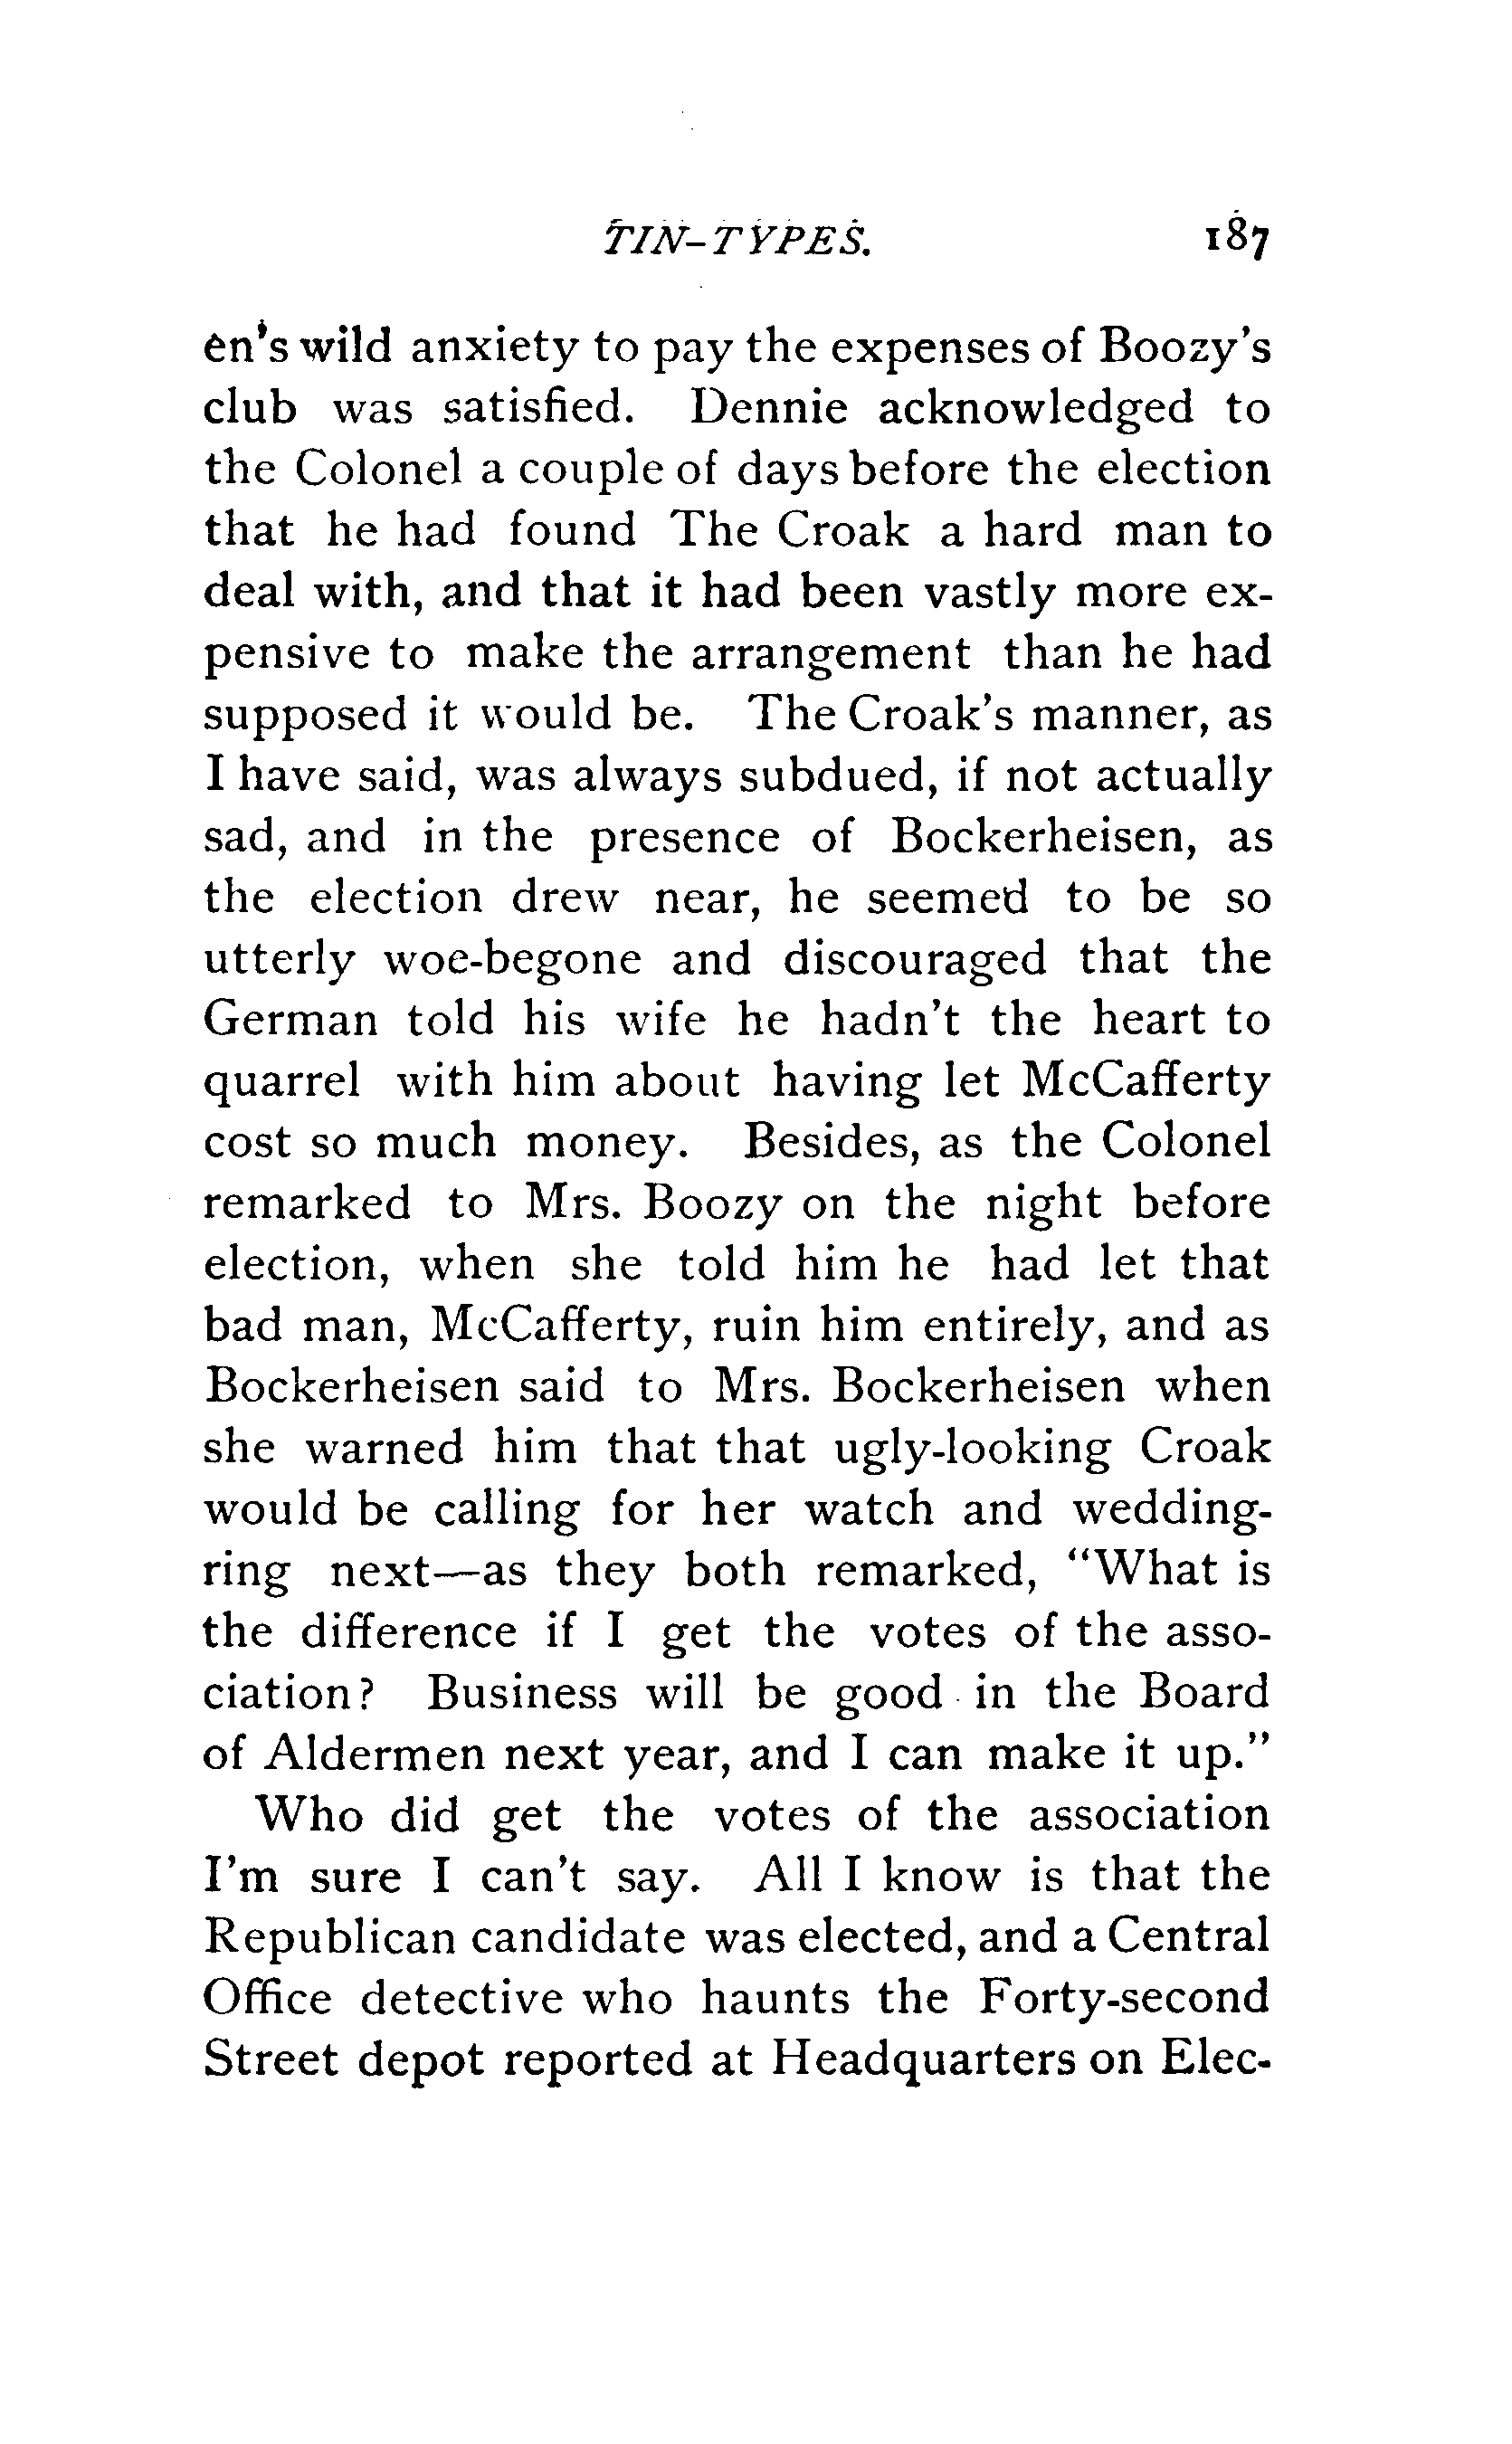 TIN-TYPES. 187
en's wild anxiety to pay the expenses of Boozy's
club was satisfied. Dennie acknowledged to
the Colonel a couple of days before the election
that he had found The Croak a hard man to
deal with, and that it had been vastly more ex-
pensive to make the arrangement than he had
supposed it would be. The Croak's manner, as
I have said, was always subdued, if not actually
sad, and in the presence of Bockerheisen, as
the election drew near, he seemed to be so
utterly woe-begone and discouraged that the
German told his wife he hadn't the heart to
quarrel with him about having let McCafferty
cost so much money. Besides, as the Colonel
remarked to Mrs. Boozy on the night before
election, when she told him he had let that
bad man, McCafferty, ruin him entirely, and as
Bockerheisen said to Mrs. Bockerheisen when
she warned him that that ugly-looking Croak
would be calling for her watch and wedding-
ring next—as they both remarked, "What is
the difference if I get the votes of the asso-
ciation? Business will be good in the Board
of Aldermen next year, and I can make it up."
Who did get the votes of the association
I'm sure I can't say. All I know is that the
Republican candidate was elected, and a Central
Office detective who haunts the Forty-second
Street depot reported at Headquarters on Elec-